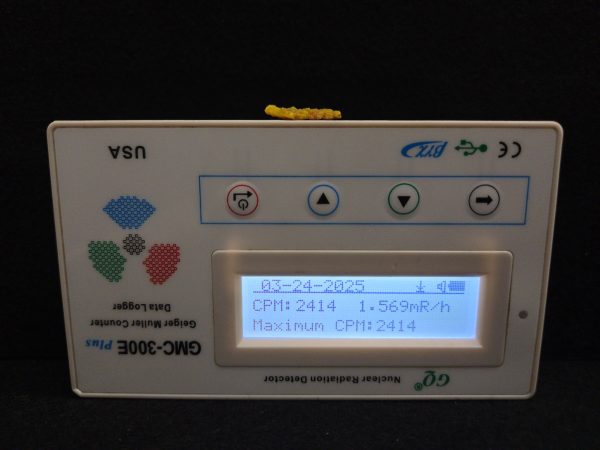 USA
βγχ
CE
03-24-2025
CPM:2414 1.569mR/h
Maximum CPM:2414
GMC-300E Plus
Geiger Muller Counter
Data Logger
GQ® Nuclear Radiation Detector